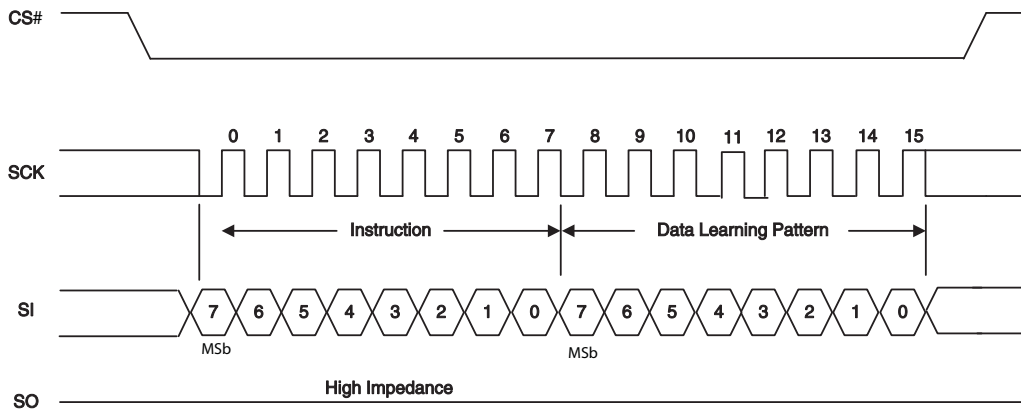 CS#
0 1 2 3 4 5 6 7 8 9 10 11 12 13 14 15
SCK
Instruction Data Learning Pattern
SI 7 6 5 4 3 2 1 0 7 6 5 4 3 2 1 0
MSb MSb
High Impedance
SO